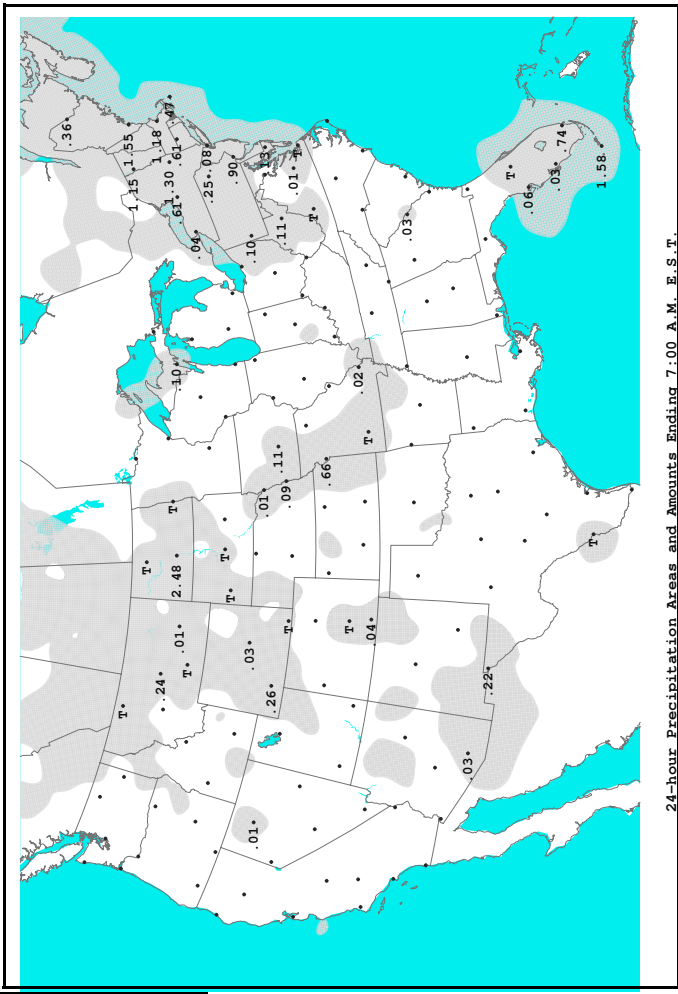 .36
T
1.55
1.15
T
1.18
.24
.47
1.30
T
2.48
.10
.61
.61
.01
T
.04
.08
.25
T
T
.90
.03
.10
.01
.01
.13
.26
.11
.11
.09
T
.01
T
T
.66
T
.02
T
.04
.03
.03
.22
T
.06
.03
.74
T
1.58
24-hour Precipitation Areas and Amounts Ending 7:00 A.M. E.S.T.